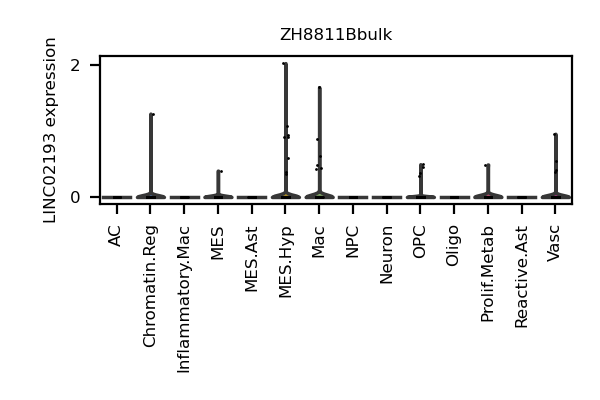 ZH8811Bbulk
LINC02193 expression
2
0
AC
Chromatin.Reg
Inflammatory.Mac
MES
MES.Ast
MES.Hyp
Mac
NPC
Neuron
OPC
Oligo
Prolif.Metab
Reactive.Ast
Vasc